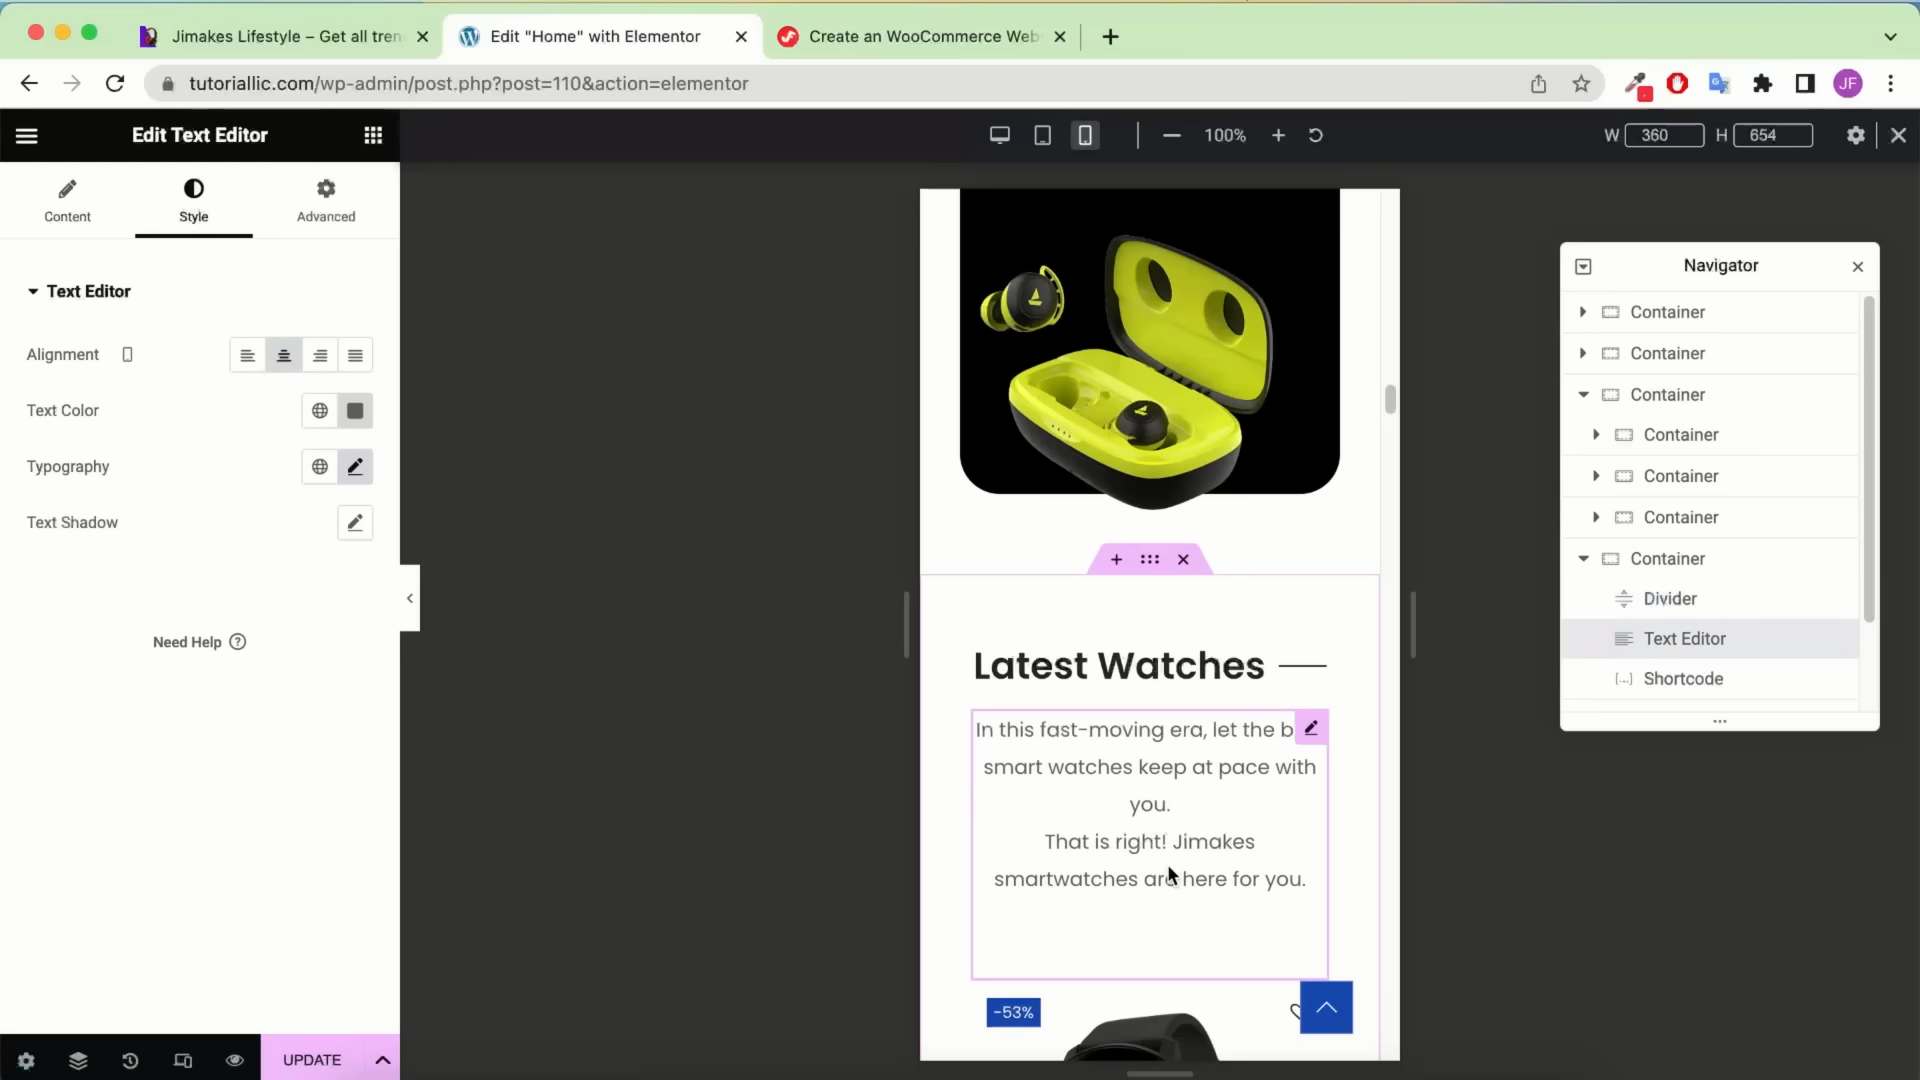 Jimakes Lifestyle – Get all tren
Edit "Home" with Elementor
Create an WooCommerce Web
tutoriallic.com/wp-admin/post.php?post=110&action=elementor
JF
Edit Text Editor
100%
W 360 H 654
Content
Style
Advanced
Text Editor
Alignment
Text Color
Typography
Text Shadow
Need Help
UPDATE
Latest Watches
In this fast-moving era, let the b
smart watches keep at pace with
you.
That is right! Jimakes
smartwatches are here for you.
-53%
Navigator
Container
Container
Container
Container
Container
Container
Container
Divider
Text Editor
Shortcode